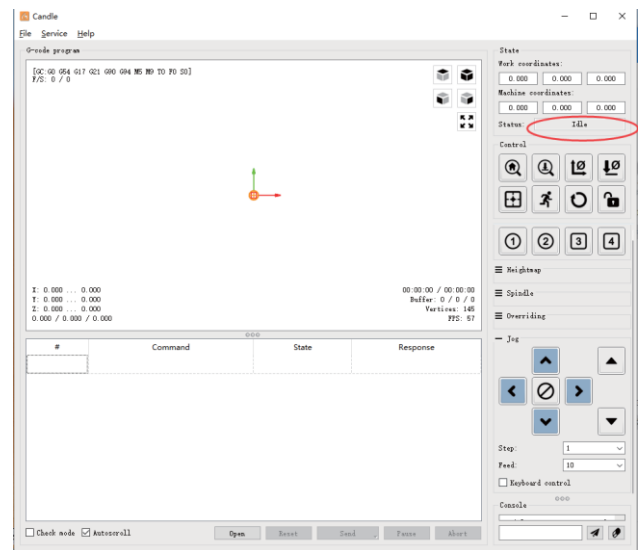 Candle
File Service Help
G-code program
[GC:G0 G54 G17 G21 G90 G94 M5 M9 T0 F0 S0]
F/S: 0 / 0
X: 0.000 ... 0.000
Y: 0.000 ... 0.000
Z: 0.000 ... 0.000
0.000 / 0.000 / 0.000
00:00:00 / 00:00:00
Buffer: 0 / 0 / 0
Vertices: 145
FPS: 57
# Command State Response
Check mode Autoscroll Open Reset Send Pause Abort
State
Work coordinates:
0.000 0.000 0.000
Machine coordinates:
0.000 0.000 0.000
Status: Idle
Control
1 2 3 4
Heightmap
Spindle
Overriding
Jog
Step: 1
Feed: 10
Keyboard control
Console